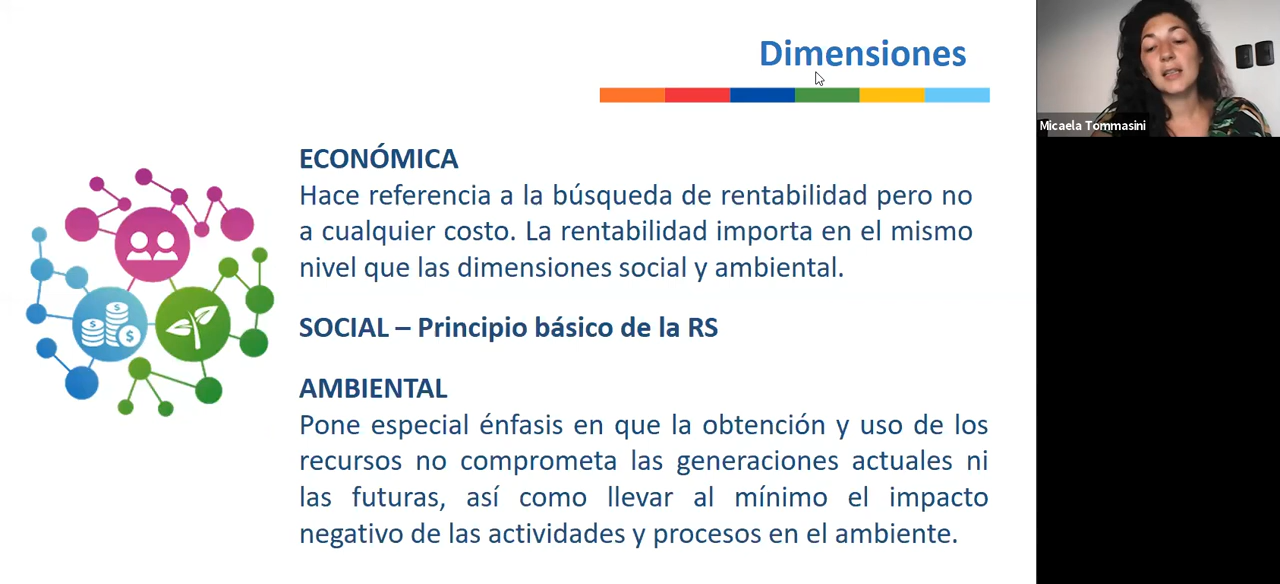 Dimensiones
Micaela Tommasini
ECONÓMICA
Hace referencia a la búsqueda de rentabilidad pero no
a cualquier costo. La rentabilidad importa en el mismo
nivel que las dimensiones social y ambiental.
SOCIAL – Principio básico de la RS
AMBIENTAL
Pone especial énfasis en que la obtención y uso de los
recursos no comprometa las generaciones actuales ni
las futuras, así como llevar al mínimo el impacto
negativo de las actividades y procesos en el ambiente.